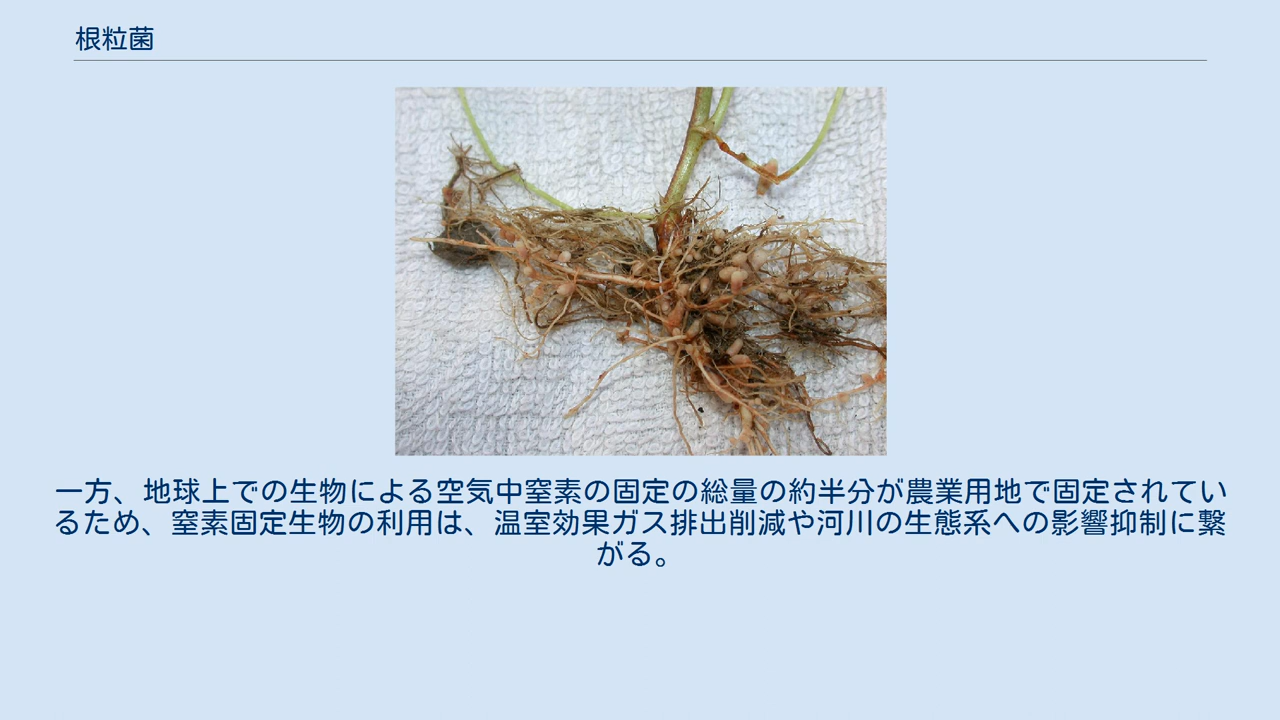 根粒菌
一方、地球上での生物による空気中窒素の固定の総量の約半分が農業用地で固定されてい
るため、窒素固定生物の利用は、温室効果ガス排出削減や河川の生態系への影響抑制に繋
がる。